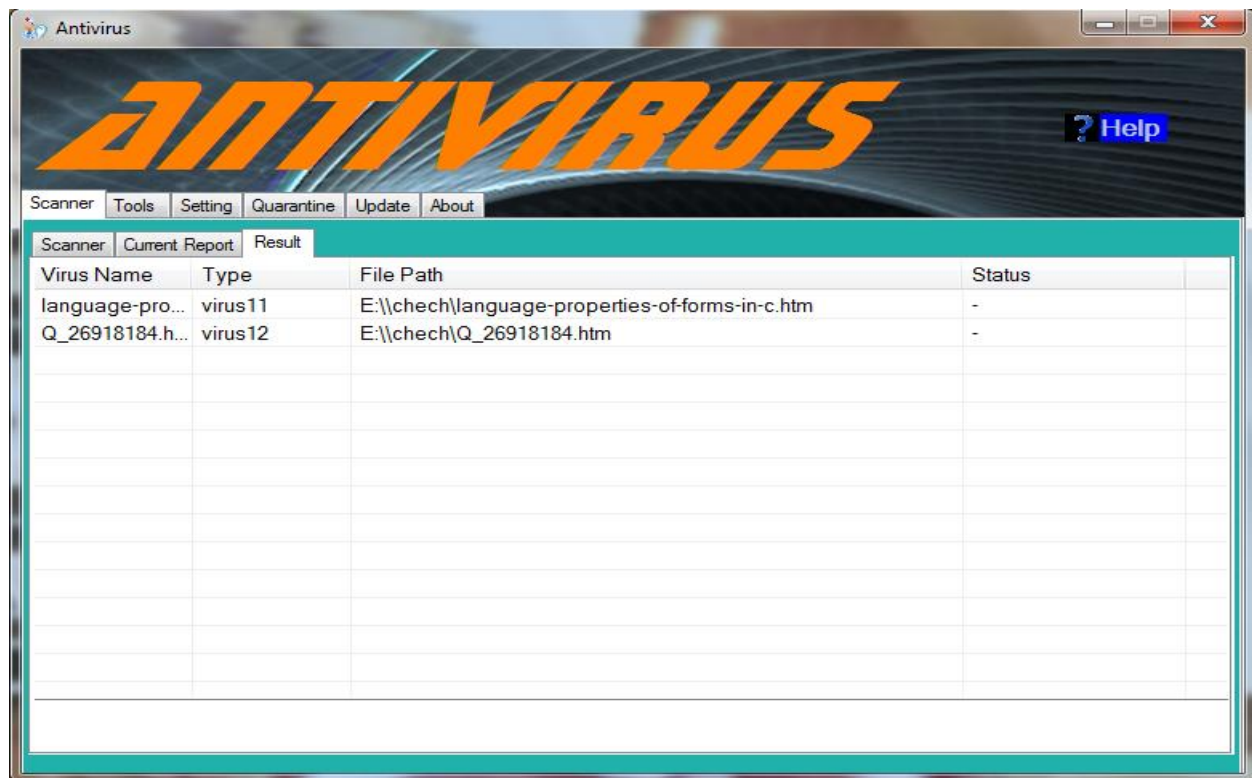 Antivirus
ANTIVIRUS
? Help
Scanner Tools Setting Quarantine Update About
Scanner Current Report Result
Virus Name Type File Path Status
language-pro... virus11 E:\\chech\language-properties-of-forms-in-c.htm -
Q_26918184.h... virus12 E:\\chech\Q_26918184.htm -